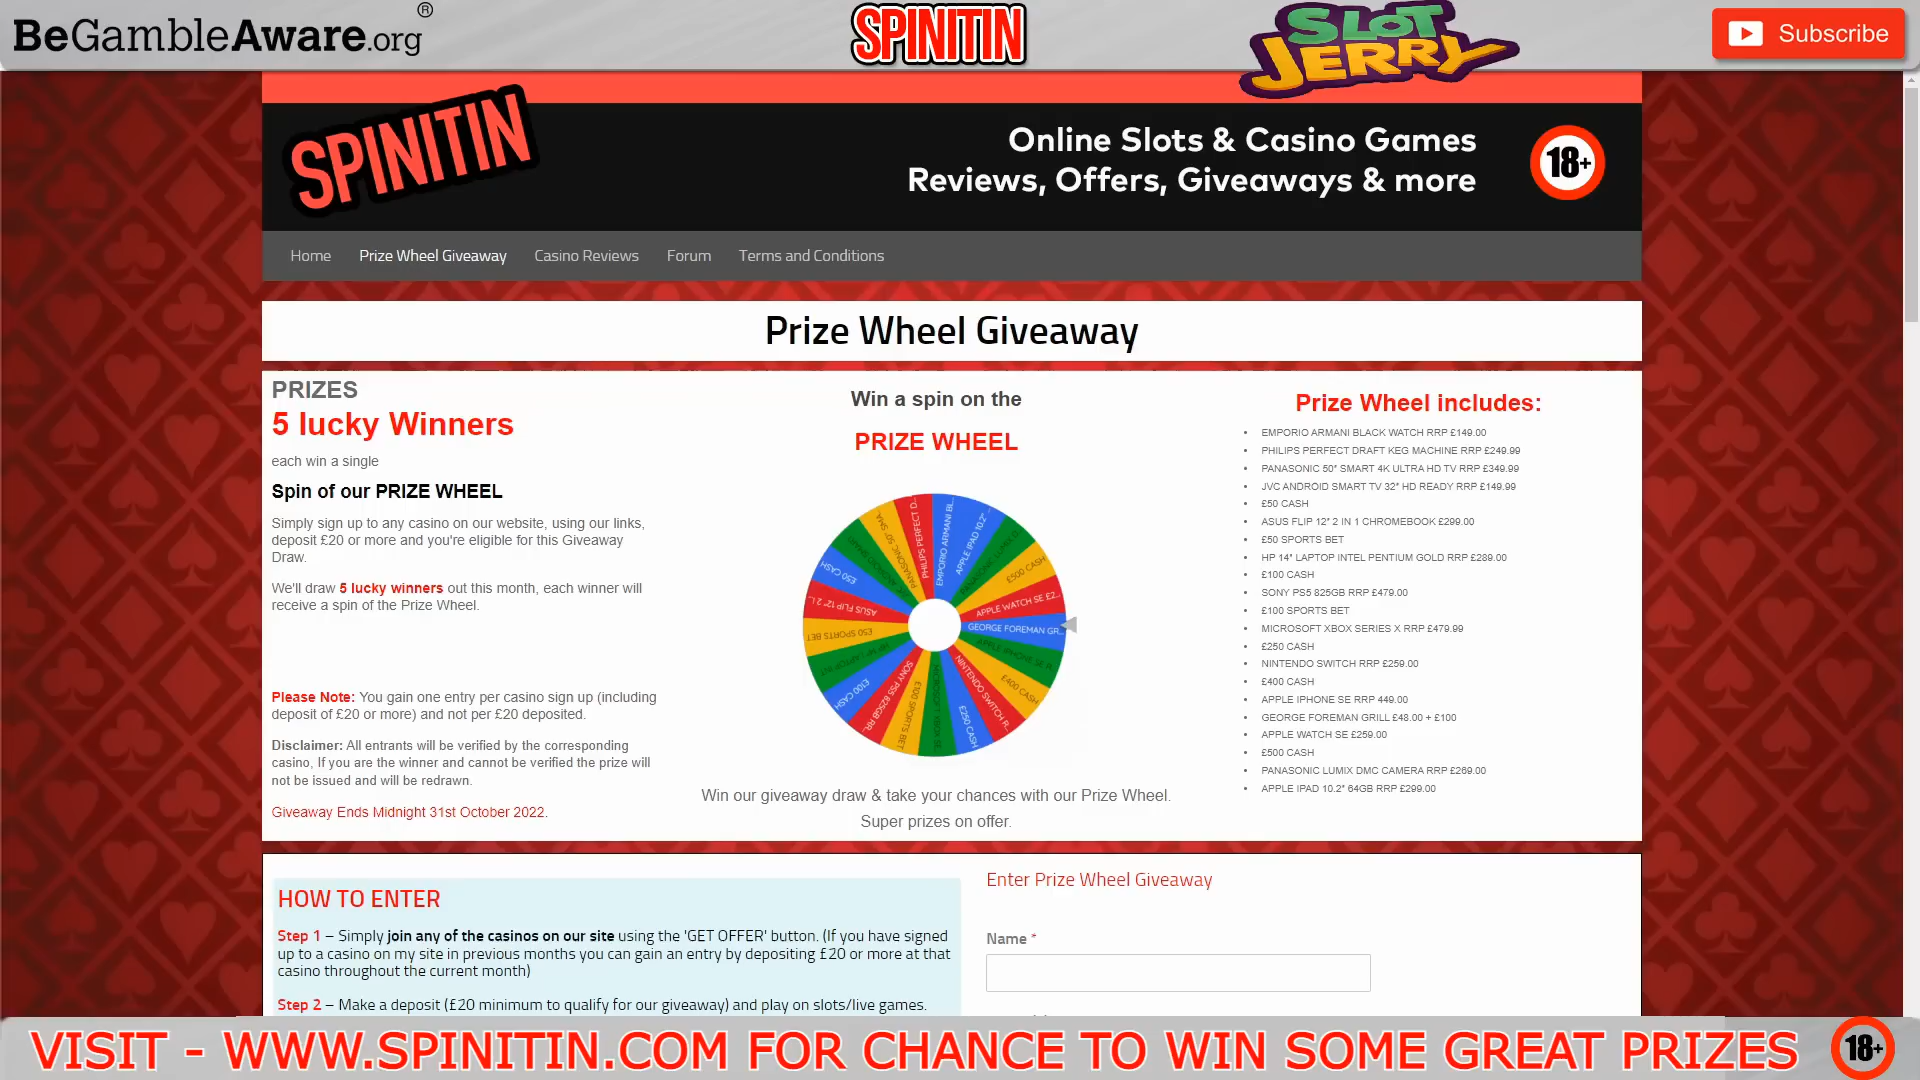 BeGambleAware.org®
SPINITIN
SLOT
JERRY
Subscribe
SPINITIN
Online Slots & Casino Games
Reviews, Offers, Giveaways & more
18+
Home
Prize Wheel Giveaway
Casino Reviews
Forum
Terms and Conditions
Prize Wheel Giveaway
PRIZES
5 lucky Winners
each win a single
Spin of our PRIZE WHEEL
Simply sign up to any casino on our website, using our links,
deposit £20 or more and you're eligible for this Giveaway
Draw.
We'll draw 5 lucky winners out this month, each winner will
receive a spin of the Prize Wheel.
Please Note: You gain one entry per casino sign up (including
deposit of £20 or more) and not per £20 deposited.
Disclaimer: All entrants will be verified by the corresponding
casino, If you are the winner and cannot be verified the prize will
not be issued and will be redrawn.
Giveaway Ends Midnight 31st October 2022.
Win a spin on the
PRIZE WHEEL
EMPORIO ARMANI BL...
APPLE IPAD 10.2"...
PANASONIC LUMIX D...
£500 CASH
APPLE WATCH SE £2...
GEORGE FOREMAN GR...
APPLE IPHONE SE R...
£400 CASH
NINTENDO SWITCH R...
£250 CASH
MICROSOFT XBOX SE...
£100 SPORTS BET
SONY PS5 825GB RR...
£100 CASH
£50 SPORTS BET
ASUS FLIP 12" 2 I...
£50 CASH
PANASONIC 50" SMA...
PHILIPS PERFECT D...
Win our giveaway draw & take your chances with our Prize Wheel.
Super prizes on offer.
Prize Wheel includes:
• EMPORIO ARMANI BLACK WATCH RRP £149.00
• PHILIPS PERFECT DRAFT KEG MACHINE RRP £249.99
• PANASONIC 50" SMART 4K ULTRA HD TV RRP £349.99
• JVC ANDROID SMART TV 32" HD READY RRP £149.99
• £50 CASH
• ASUS FLIP 12" 2 IN 1 CHROMEBOOK £299.00
• £50 SPORTS BET
• HP 14" LAPTOP INTEL PENTIUM GOLD RRP £289.00
• £100 CASH
• SONY PS5 825GB RRP £479.00
• £100 SPORTS BET
• MICROSOFT XBOX SERIES X RRP £479.99
• £250 CASH
• NINTENDO SWITCH RRP £259.00
• £400 CASH
• APPLE IPHONE SE RRP 449.00
• GEORGE FOREMAN GRILL £48.00 + £100
• APPLE WATCH SE £259.00
• £500 CASH
• PANASONIC LUMIX DMC CAMERA RRP £269.00
• APPLE IPAD 10.2" 64GB RRP £299.00
HOW TO ENTER
Step 1 – Simply join any of the casinos on our site using the 'GET OFFER' button. (If you have signed
up to a casino on my site in previous months you can gain an entry by depositing £20 or more at that
casino throughout the current month)
Step 2 – Make a deposit (£20 minimum to qualify for our giveaway) and play on slots/live games.
Enter Prize Wheel Giveaway
Name *
VISIT - WWW.SPINITIN.COM FOR CHANCE TO WIN SOME GREAT PRIZES
18+